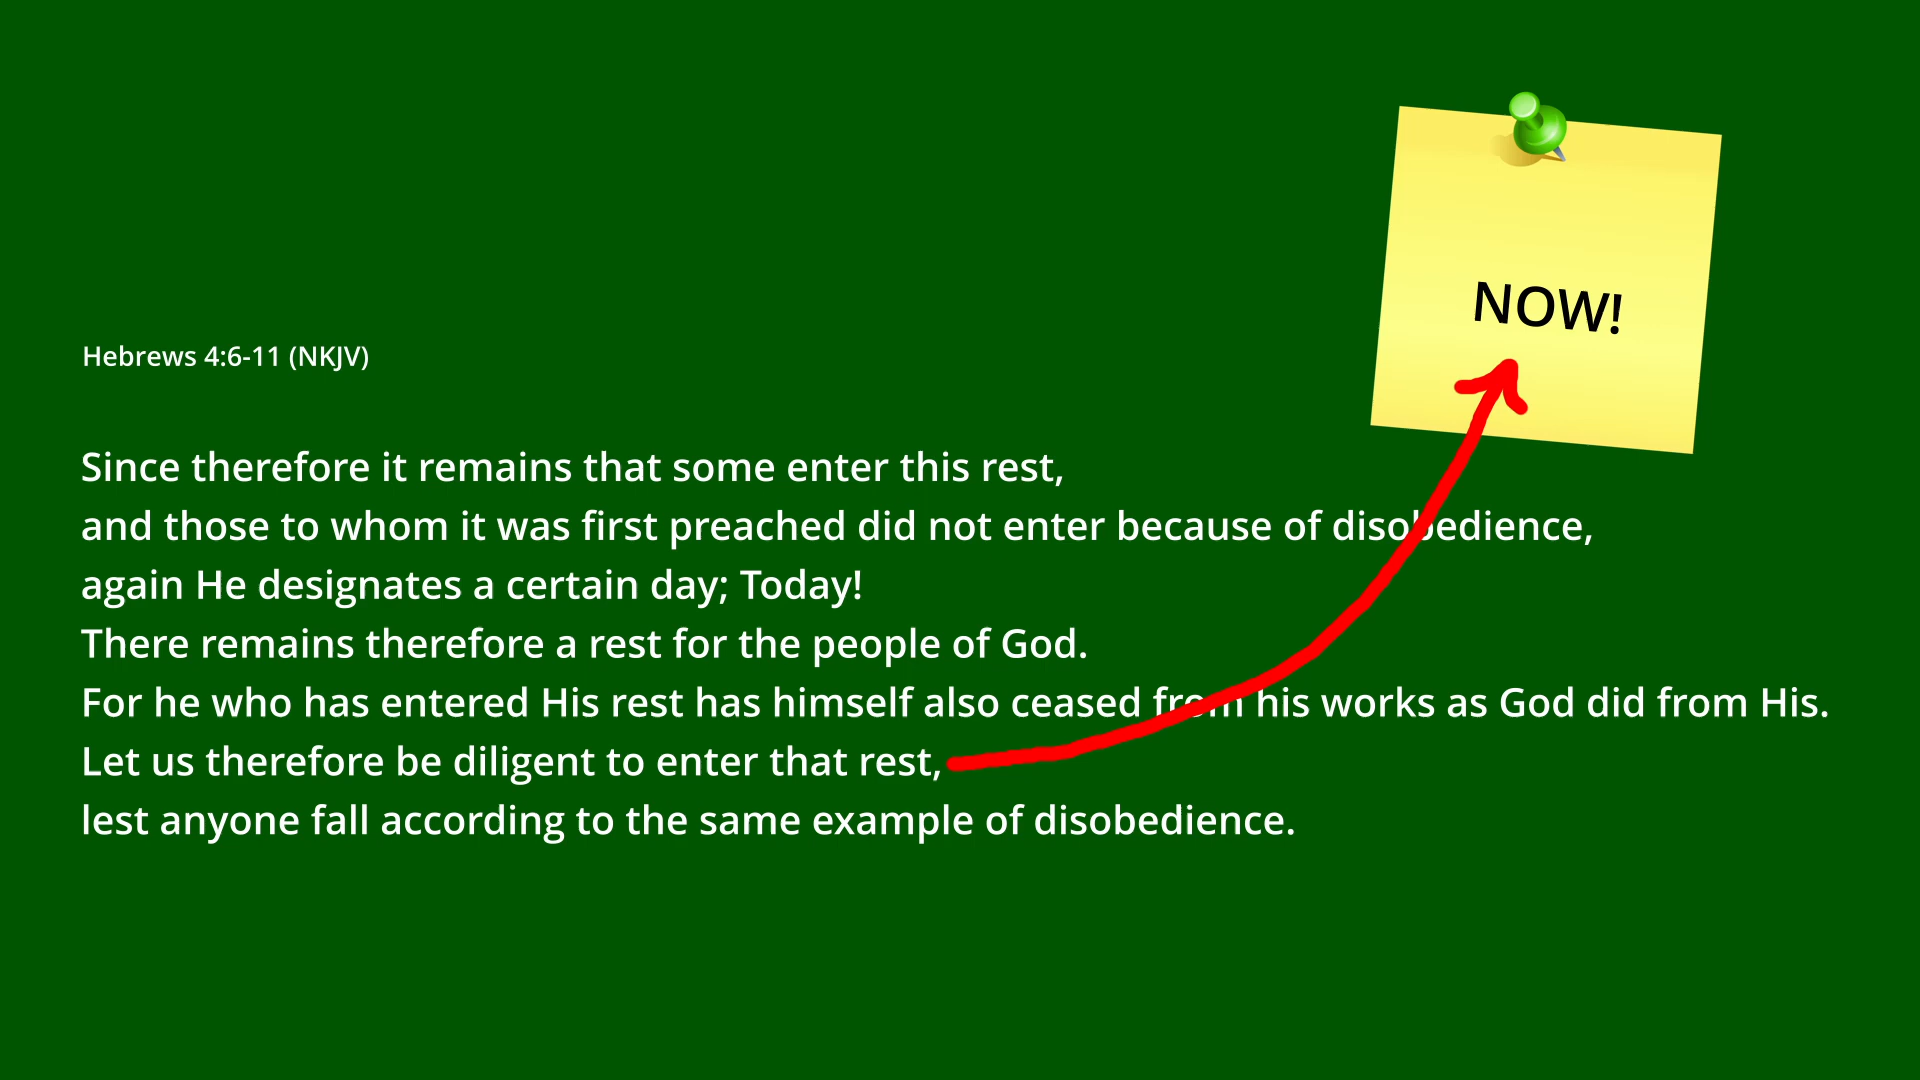 NOW!
Hebrews 4:6-11 (NKJV)
Since therefore it remains that some enter this rest,
and those to whom it was first preached did not enter because of disobedience,
again He designates a certain day; Today!
There remains therefore a rest for the people of God.
For he who has entered His rest has himself also ceased from his works as God did from His.
Let us therefore be diligent to enter that rest,
lest anyone fall according to the same example of disobedience.